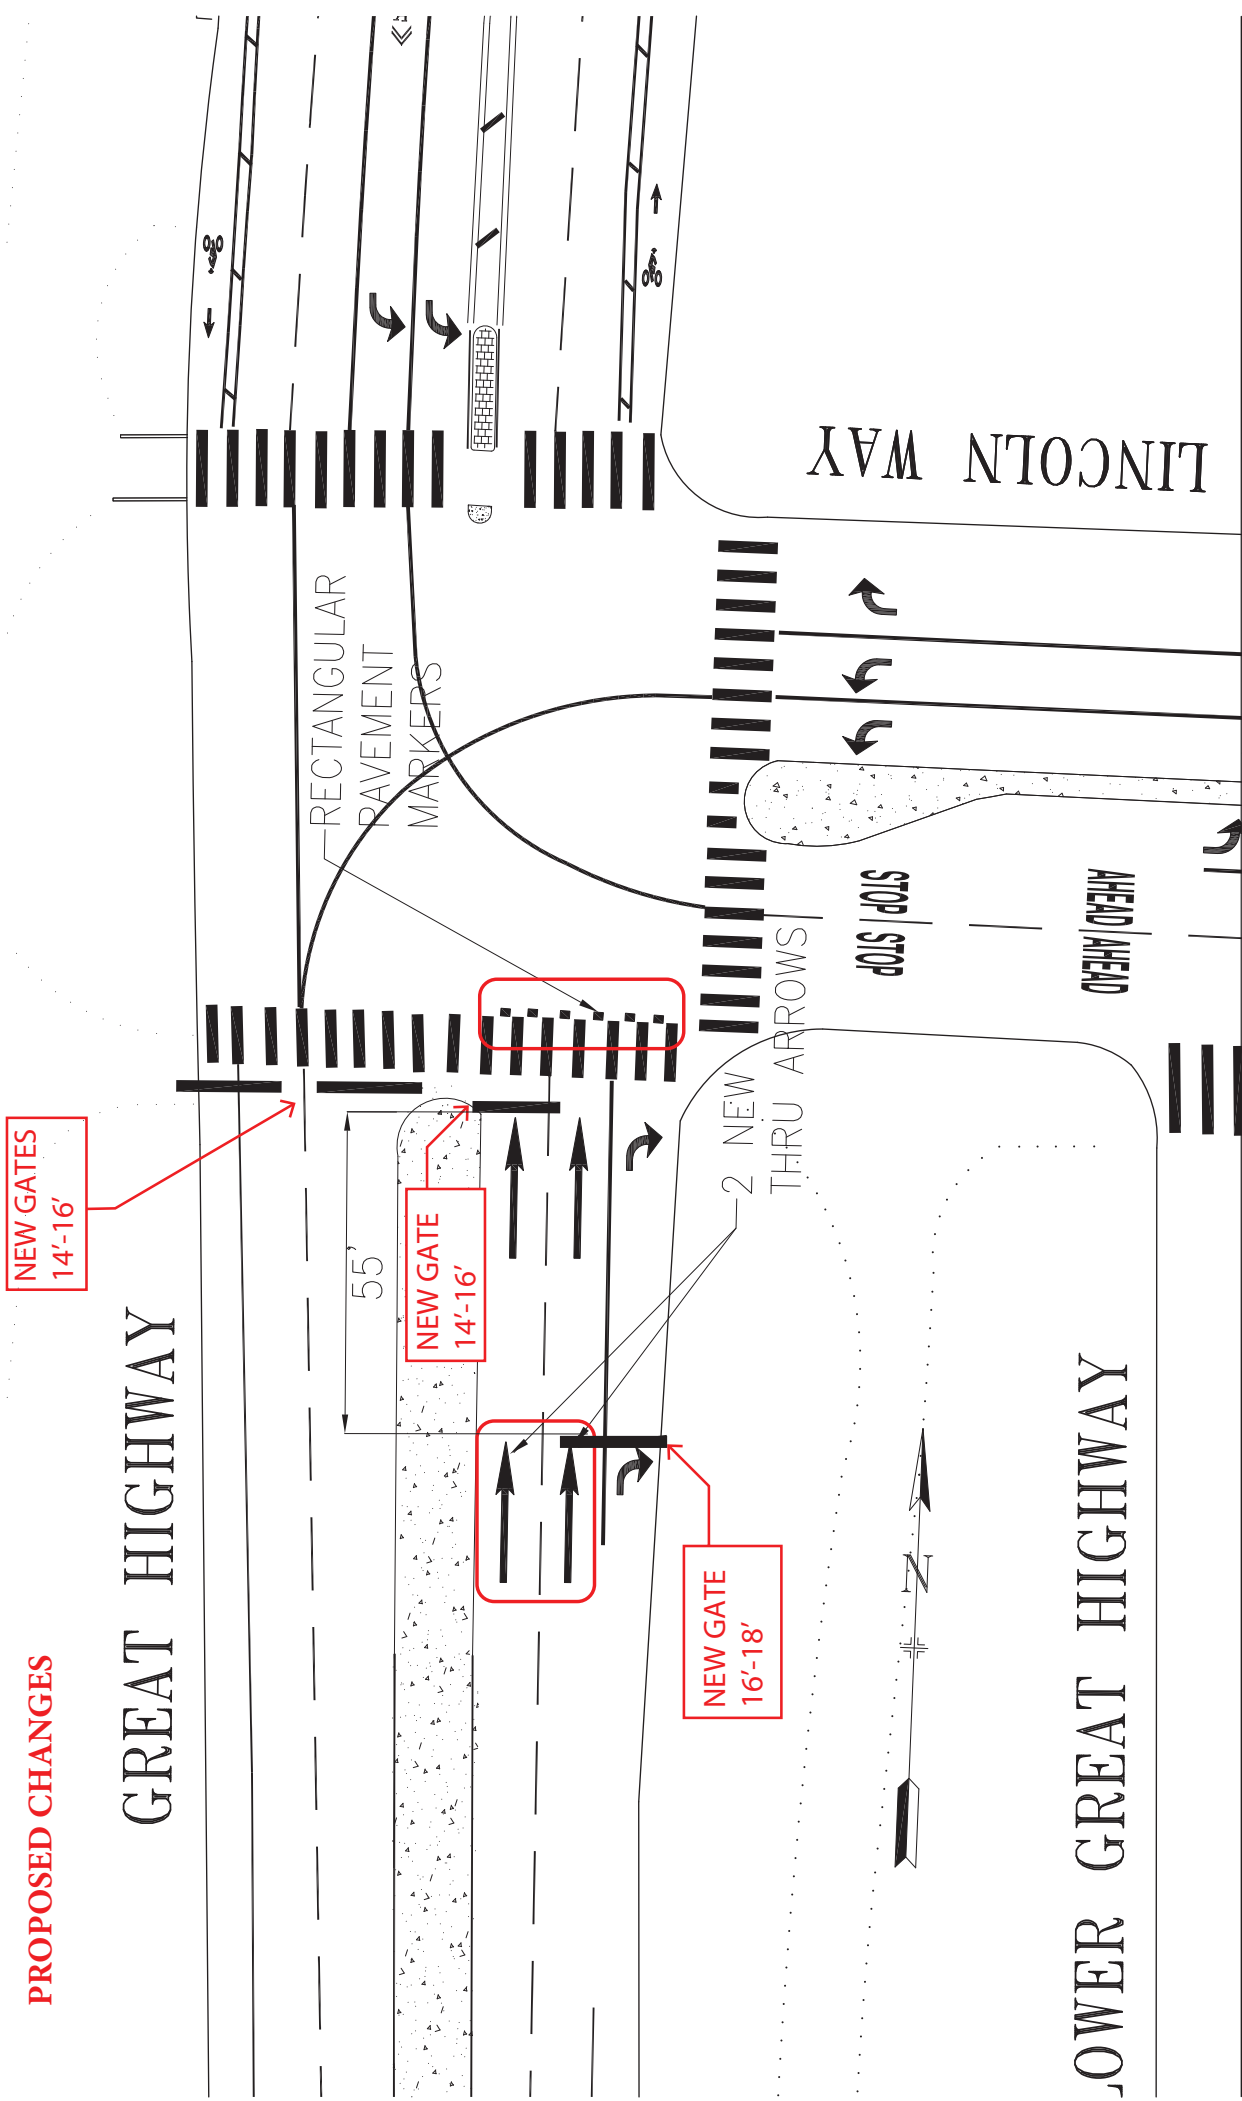 PROPOSED CHANGES
GREAT HIGHWAY
NEW GATES
14'-16'
55'
NEW GATE
14'-16'
NEW GATE
16'-18'
RECTANGULAR
PAVEMENT
MARKERS
2 NEW
THRU ARROWS
STOP STOP
AHEAD AHEAD
LINCOLN WAY
N
LOWER GREAT HIGHWAY